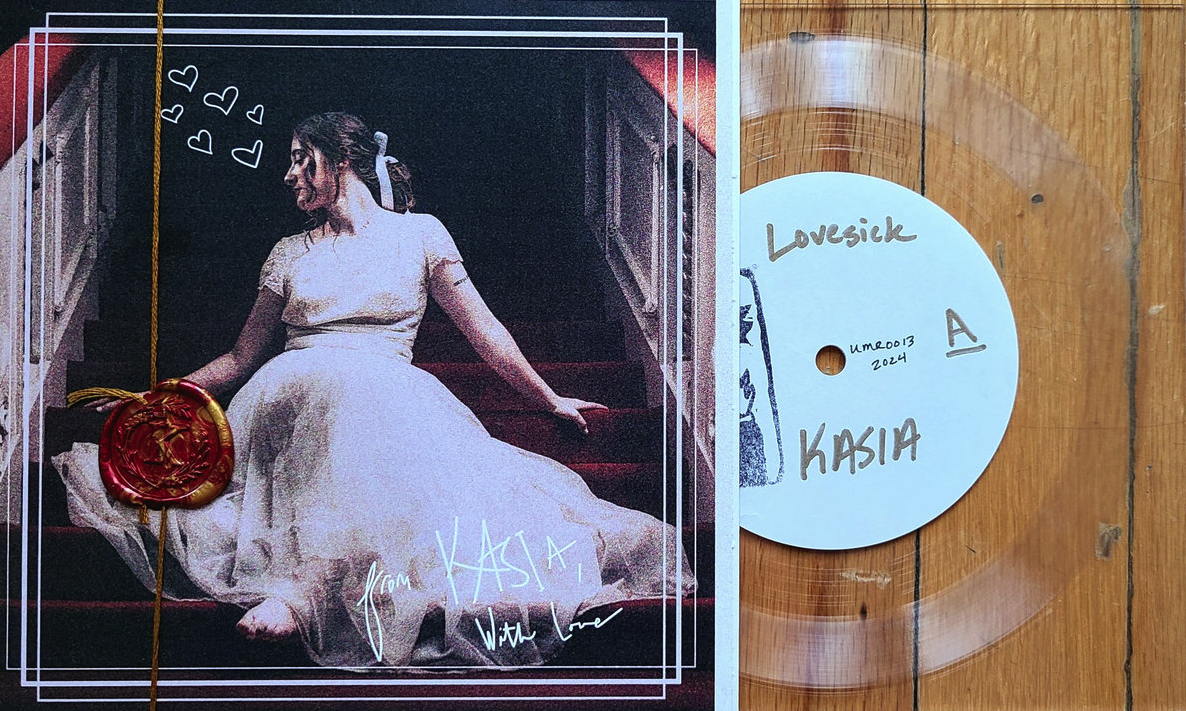 from KASIA,
With Love
K
Lovesick
A
UMR0013
2024
KASIA